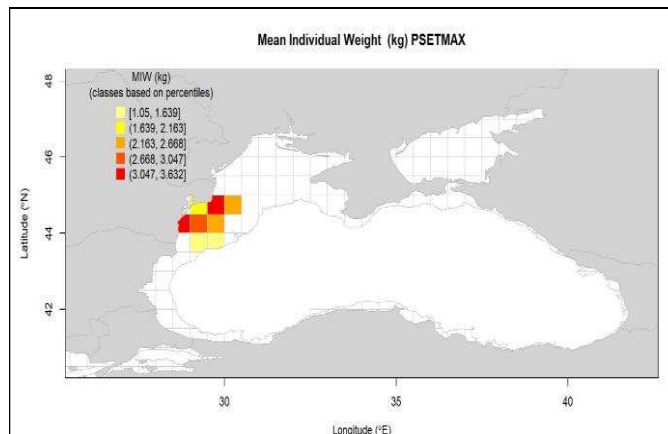 Mean Individual Weight (kg) PSETMAX
MIW (kg)
(classes based on percentiles)
[1.05, 1.639]
(1.639, 2.163]
(2.163, 2.668]
(2.668, 3.047]
(3.047, 3.632]
48
46
44
42
Latitude (°N)
30 35 40
Longitude (°E)